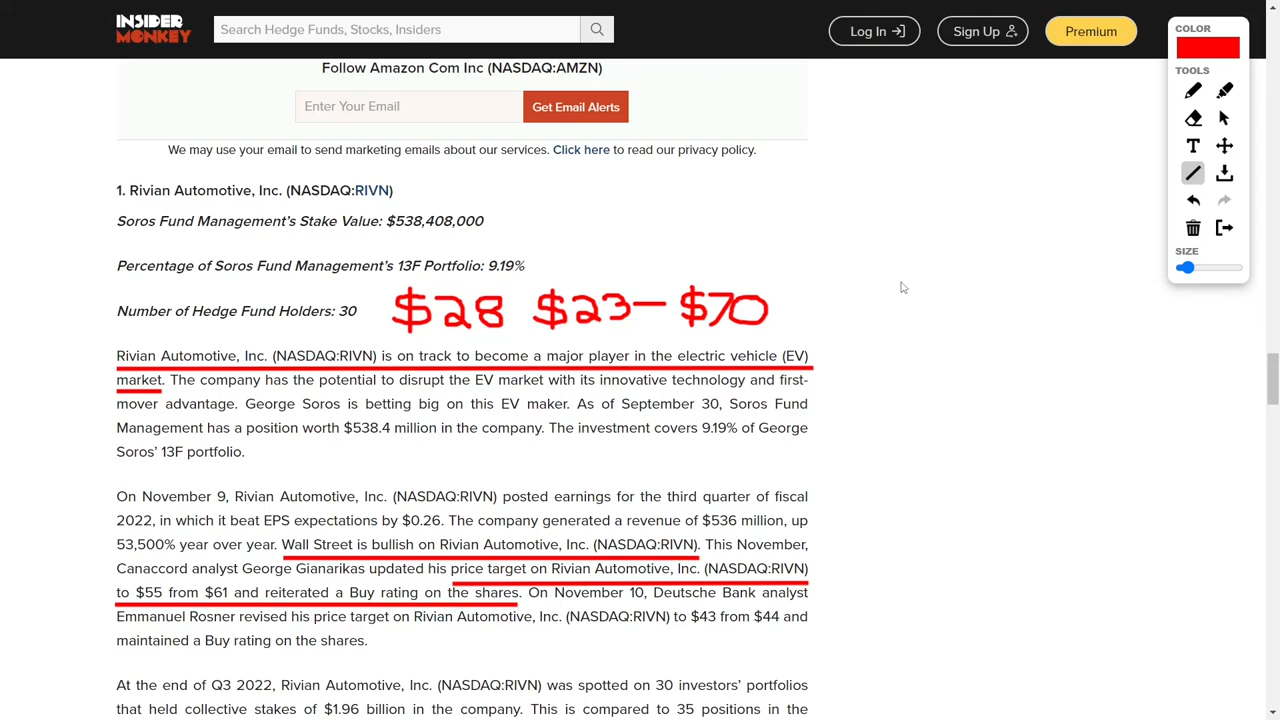 INSIDER
MONKEY
Search Hedge Funds, Stocks, Insiders
Log In
Sign Up
Premium
COLOR
TOOLS
T
SIZE
Follow Amazon Com Inc (NASDAQ:AMZN)
Enter Your Email
Get Email Alerts
We may use your email to send marketing emails about our services. Click here to read our privacy policy.
1. Rivian Automotive, Inc. (NASDAQ:RIVN)
Soros Fund Management's Stake Value: $538,408,000
Percentage of Soros Fund Management's 13F Portfolio: 9.19%
Number of Hedge Fund Holders: 30
$28 $23—$70
Rivian Automotive, Inc. (NASDAQ:RIVN) is on track to become a major player in the electric vehicle (EV)
market. The company has the potential to disrupt the EV market with its innovative technology and first-
mover advantage. George Soros is betting big on this EV maker. As of September 30, Soros Fund
Management has a position worth $538.4 million in the company. The investment covers 9.19% of George
Soros' 13F portfolio.
On November 9, Rivian Automotive, Inc. (NASDAQ:RIVN) posted earnings for the third quarter of fiscal
2022, in which it beat EPS expectations by $0.26. The company generated a revenue of $536 million, up
53,500% year over year. Wall Street is bullish on Rivian Automotive, Inc. (NASDAQ:RIVN). This November,
Canaccord analyst George Gianarikas updated his price target on Rivian Automotive, Inc. (NASDAQ:RIVN)
to $55 from $61 and reiterated a Buy rating on the shares. On November 10, Deutsche Bank analyst
Emmanuel Rosner revised his price target on Rivian Automotive, Inc. (NASDAQ:RIVN) to $43 from $44 and
maintained a Buy rating on the shares.
At the end of Q3 2022, Rivian Automotive, Inc. (NASDAQ:RIVN) was spotted on 30 investors' portfolios
that held collective stakes of $1.96 billion in the company. This is compared to 35 positions in the